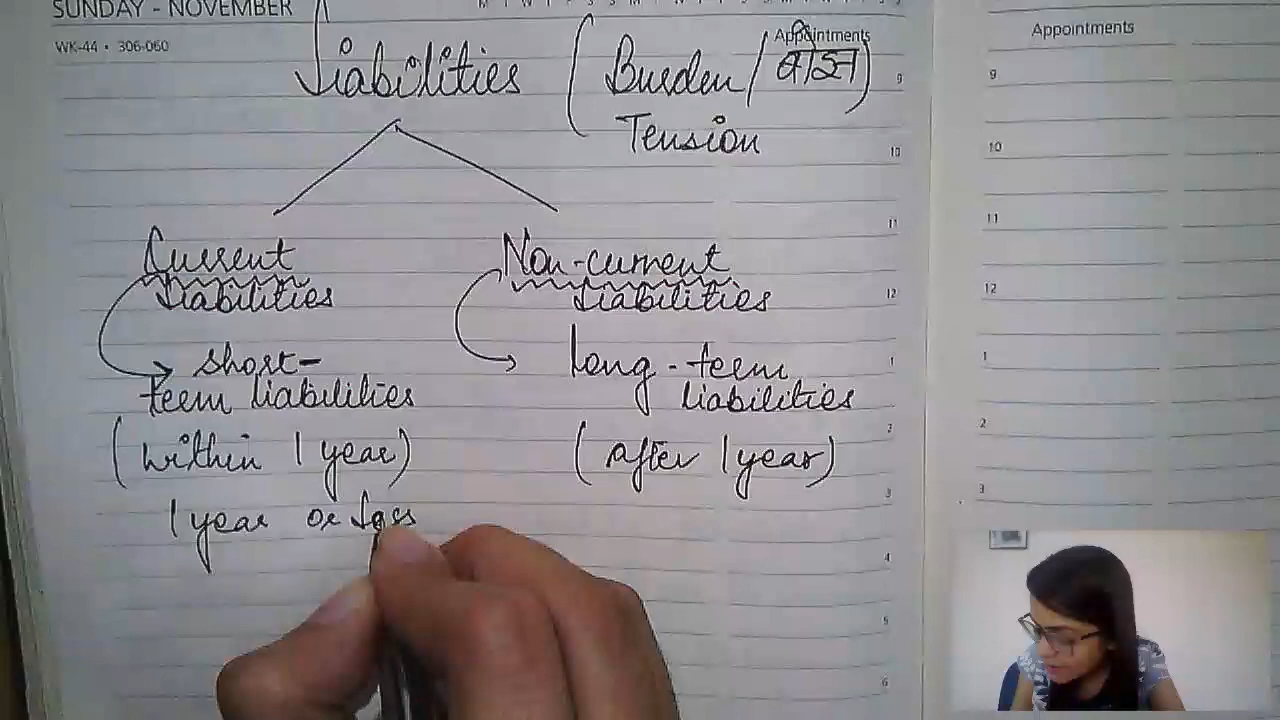 SUNDAY - NOVEMBER
WK-44 • 306-060
Appointments
Liabilities (Burden / बोझ)
Tension
Current Liabilities
Non-current Liabilities
short-term liabilities
long-term liabilities
(within 1 year)
(after 1 year)
1 year or less
9
10
11
12
1
2
3
4
5
6
Appointments
9
10
11
12
1
2
3